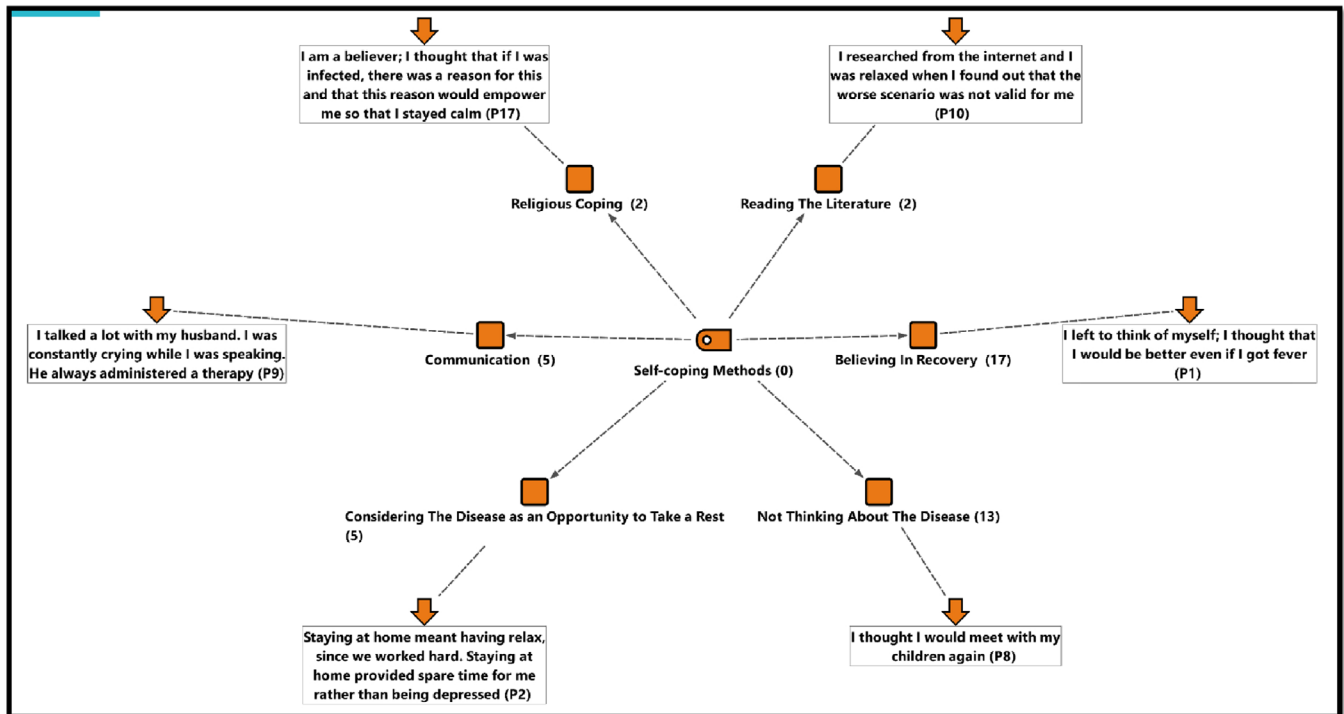 I am a believer; I thought that if I was
infected, there was a reason for this
and that this reason would empower
me so that I stayed calm (P17)
I researched from the internet and I
was relaxed when I found out that the
worse scenario was not valid for me
(P10)
Religious Coping (2)
Reading The Literature (2)
I talked a lot with my husband. I was
constantly crying while I was speaking.
He always administered a therapy (P9)
Communication (5)
Self-coping Methods (0)
Believing In Recovery (17)
I left to think of myself; I thought that
I would be better even if I got fever
(P1)
Considering The Disease as an Opportunity to Take a Rest
(5)
Not Thinking About The Disease (13)
Staying at home meant having relax,
since we worked hard. Staying at
home provided spare time for me
rather than being depressed (P2)
I thought I would meet with my
children again (P8)